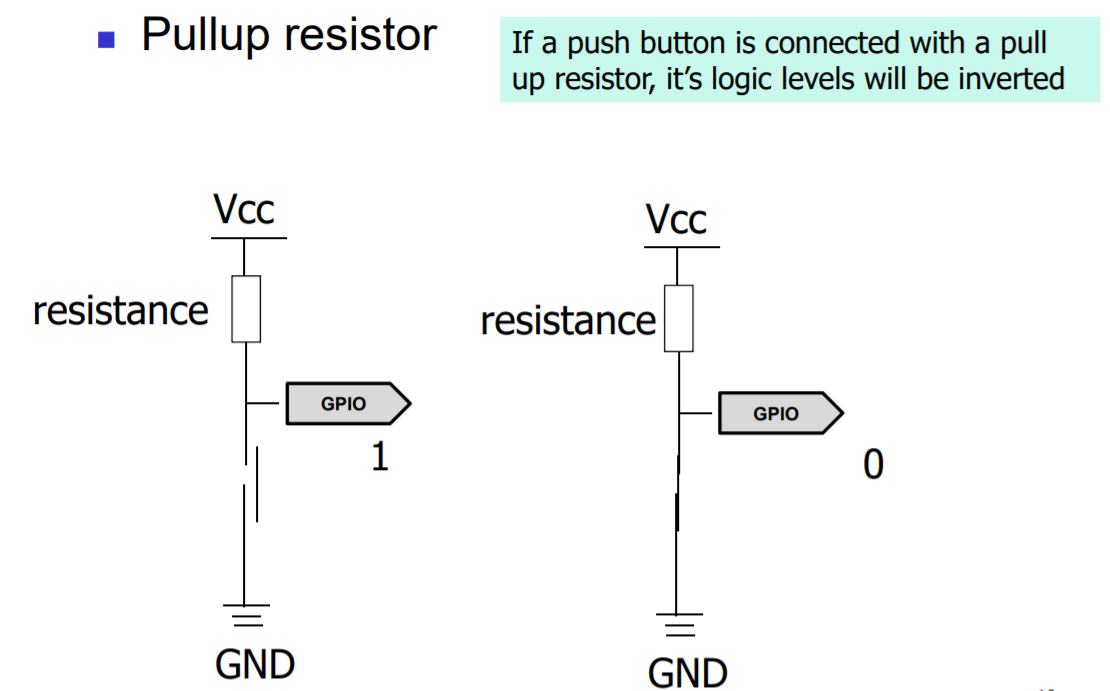 Pullup resistor
If a push button is connected with a pull
up resistor, it’s logic levels will be inverted
Vcc
resistance
GPIO
1
GND
Vcc
resistance
GPIO
0
GND